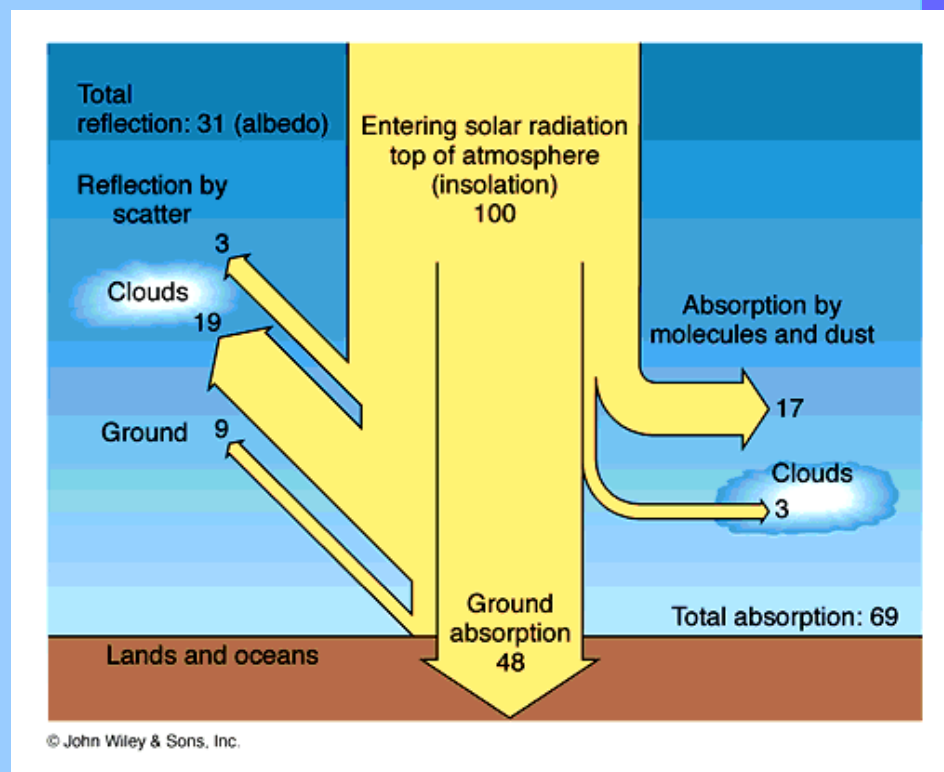 Total
reflection: 31 (albedo)
Entering solar radiation
top of atmosphere
(insolation)
100
Reflection by
scatter
3
Clouds
19
Ground 9
Absorption by
molecules and dust
17
Clouds
3
Ground
absorption
48
Total absorption: 69
Lands and oceans
© John Wiley & Sons, Inc.